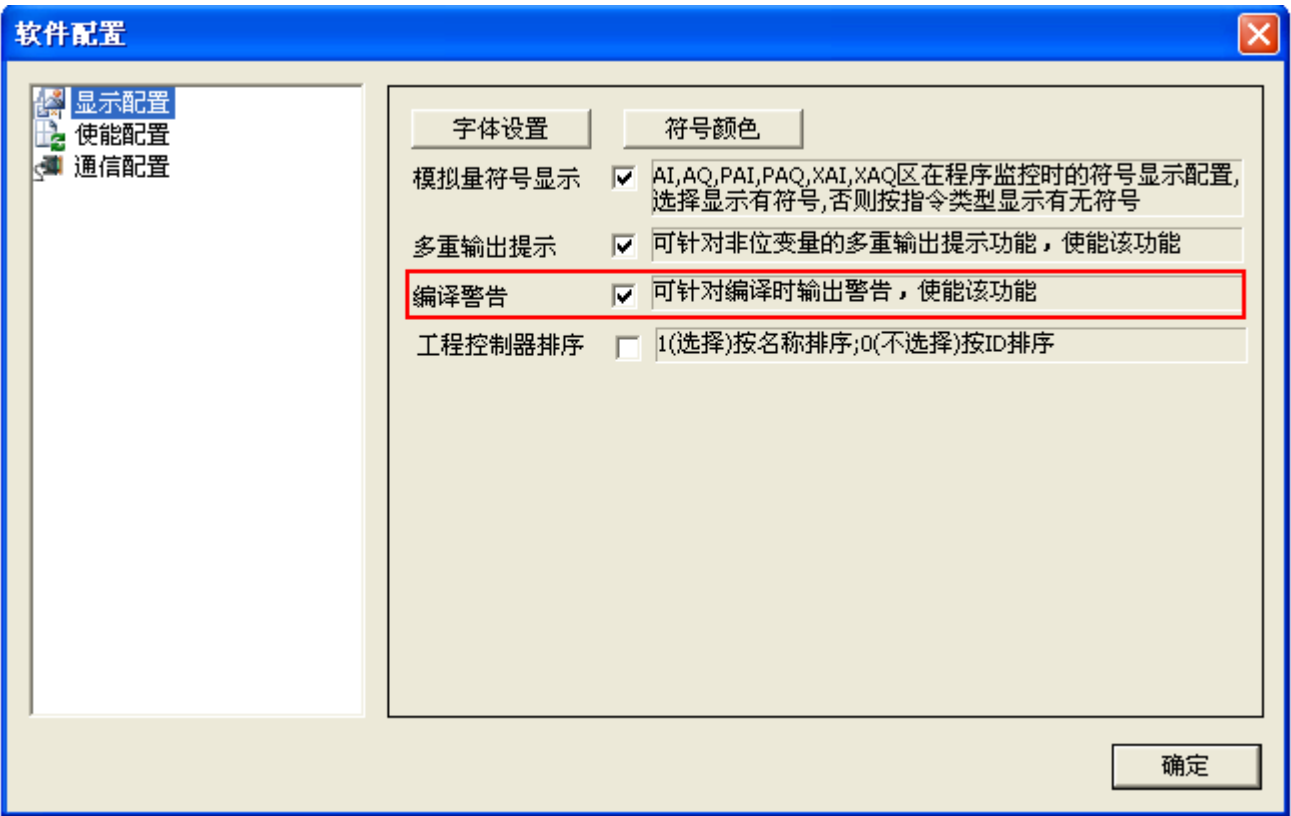 软件配置
显示配置
使能配置
通信配置
字体设置
符号颜色
模拟量符号显示
AI,AQ,PAI,PAQ,XAI,XAQ区在程序监控时的符号显示配置,
选择显示有符号,否则按指令类型显示有无符号
多重输出提示
可针对非位变量的多重输出提示功能，使能该功能
编译警告
可针对编译时输出警告，使能该功能
工程控制器排序
1(选择)按名称排序;0(不选择)按ID排序
确定